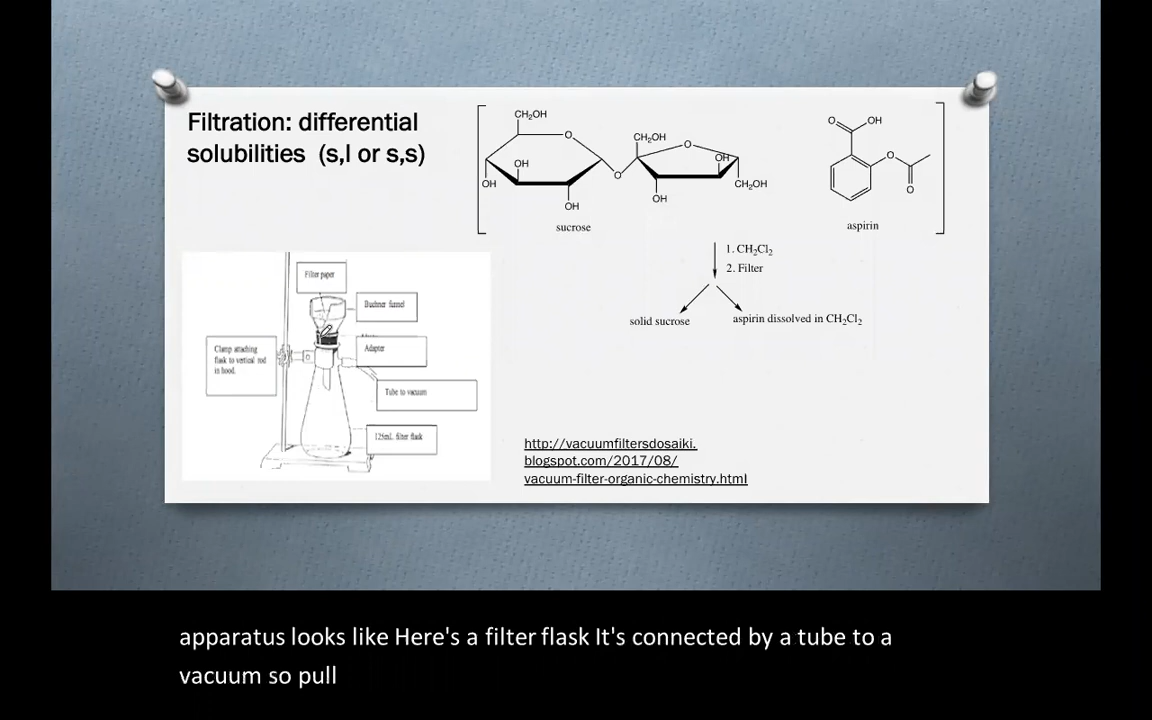 Filtration: differential
solubilities (s,l or s,s)
CH₂OH
O
OH
OH
OH
O
CH₂OH
O
OH
CH₂OH
OH
sucrose
O
OH
O
O
aspirin
1. CH₂Cl₂
2. Filter
solid sucrose
aspirin dissolved in CH₂Cl₂
Filter paper
Buchner funnel
Clamp attaching
flask to vertical rod
in hood.
Adapter
Tube to vacuum
125mL filter flask
http://vacuumfiltersdosaiki.
blogspot.com/2017/08/
vacuum-filter-organic-chemistry.html
apparatus looks like Here's a filter flask It's connected by a tube to a
vacuum so pull